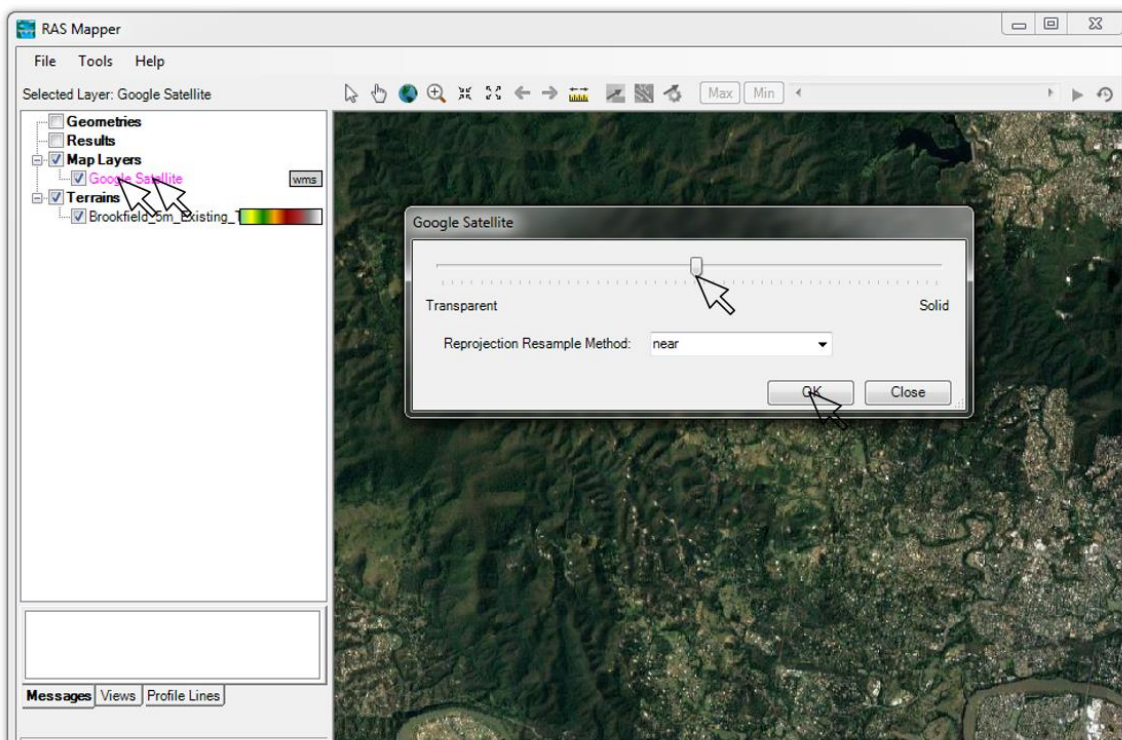 RAS Mapper
File Tools Help
Selected Layer: Google Satellite
Max Min
Geometries
Results
Map Layers
Google Satellite wms
Terrains
Brookfield_5m_Existing_T
Google Satellite
Transparent Solid
Reprojection Resample Method: near
OK Close
Messages Views Profile Lines